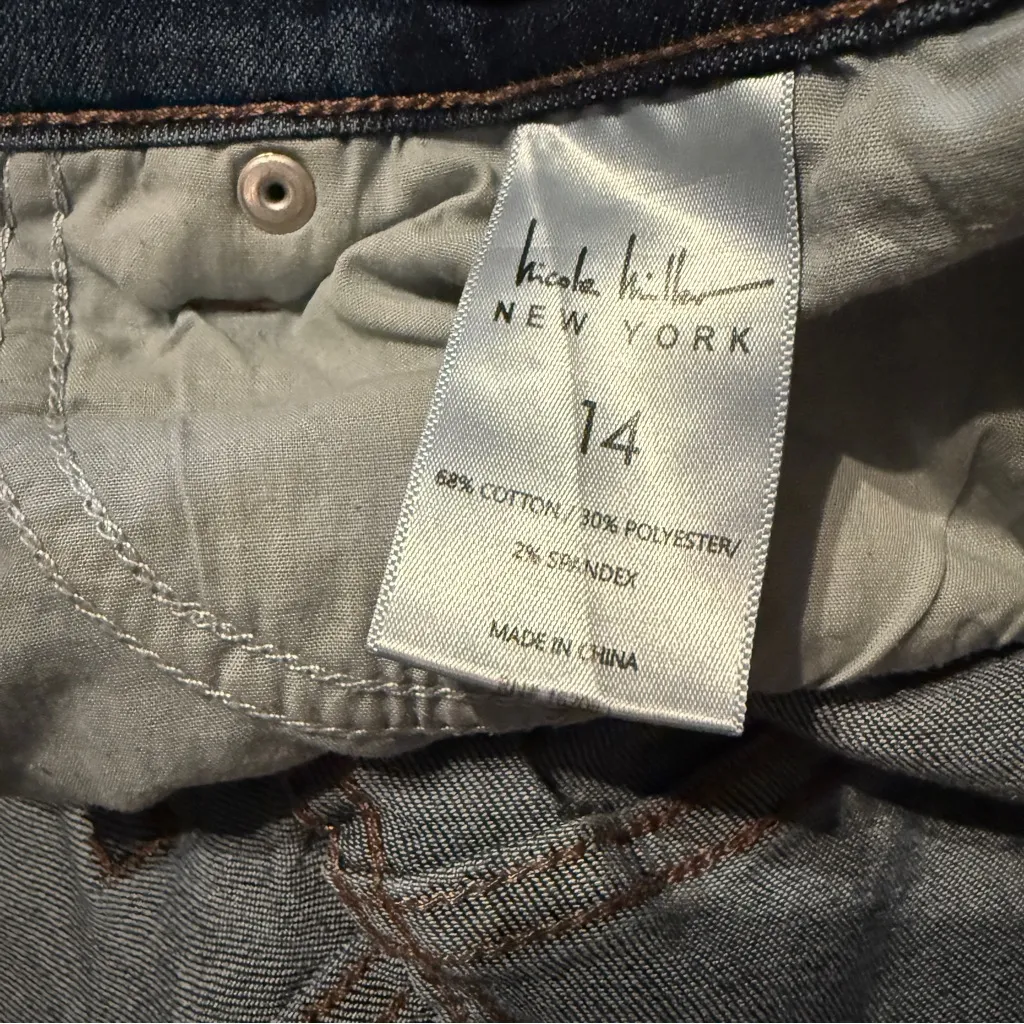 Nicole Miller
NEW YORK
14
68% COTTON / 30% POLYESTER/
2% SPANDEX
MADE IN CHINA